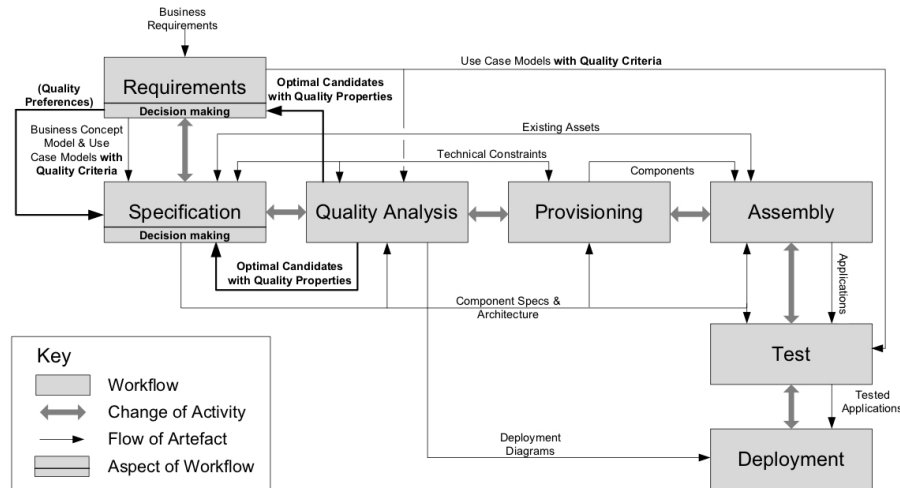 Business
Requirements
Requirements
Decision making
(Quality
Preferences)
Optimal Candidates
with Quality Properties
Use Case Models with Quality Criteria
Business Concept
Model & Use
Case Models with
Quality Criteria
Existing Assets
Technical Constraints
Components
Specification
Decision making
Quality Analysis
Provisioning
Assembly
Optimal Candidates
with Quality Properties
Component Specs &
Architecture
Applications
Test
Tested
Applications
Deployment
Diagrams
Deployment
Key
Workflow
Change of Activity
Flow of Artefact
Aspect of Workflow